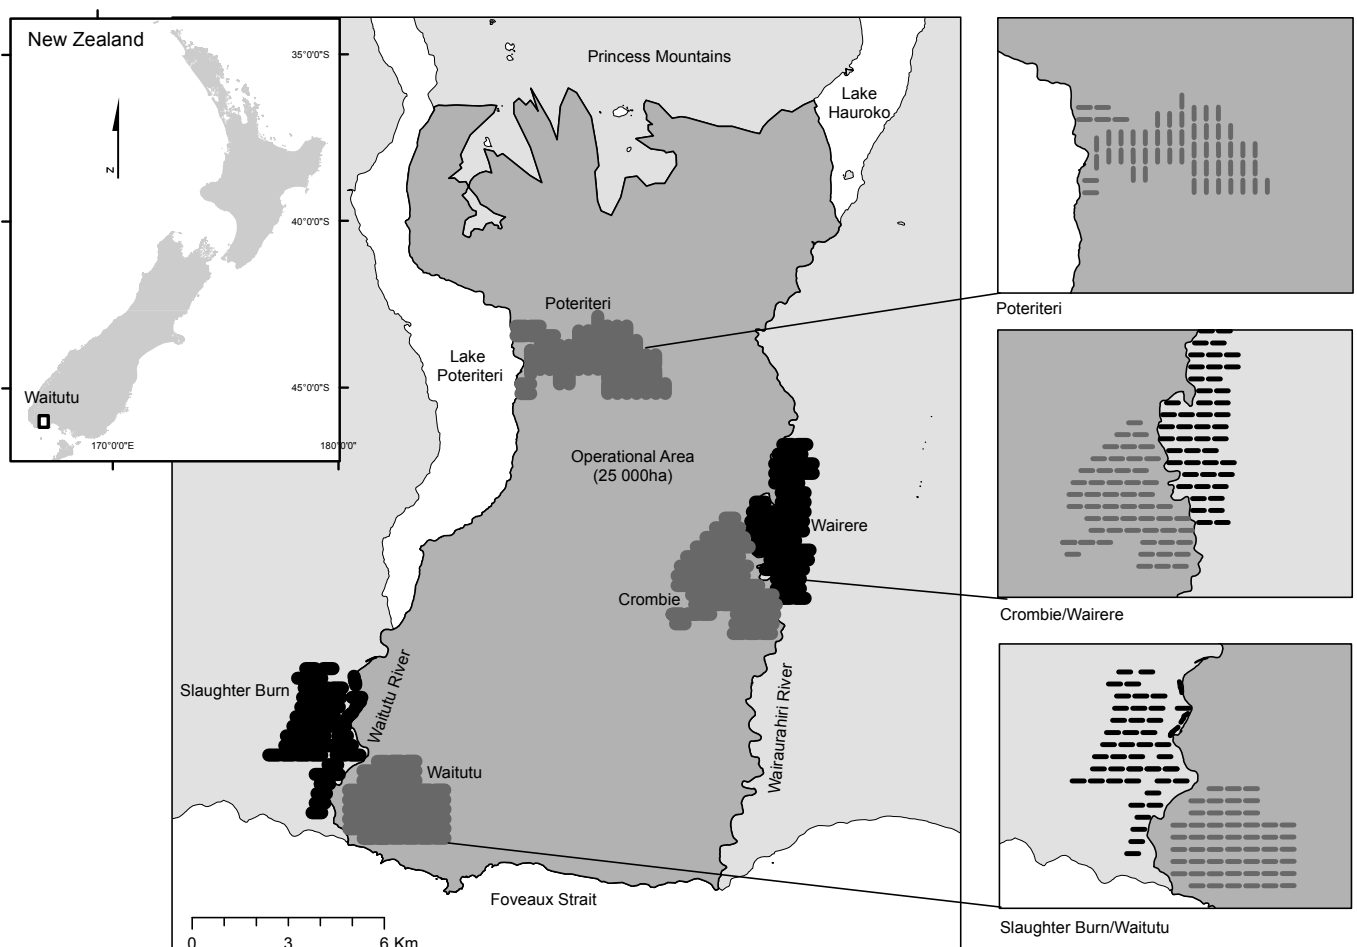 New Zealand
35°0'0"S
40°0'0"S
45°0'0"S
170°0'0"E
180°0'0"
N
Waitutu
Princess Mountains
Lake
Hauroko
Poteriteri
Lake
Poteriteri
Operational Area
(25 000ha)
Wairere
Crombie
Slaughter Burn
Waitutu River
Waitutu
Wairaurahiri River
Foveaux Strait
0 3 6 Km
Poteriteri
Crombie/Wairere
Slaughter Burn/Waitutu